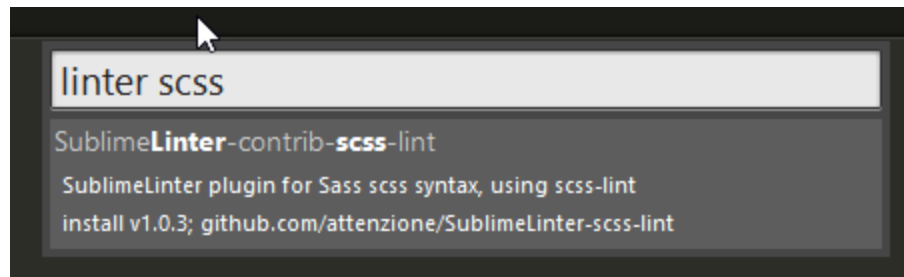 linter scss
SublimeLinter-contrib-scss-lint
SublimeLinter plugin for Sass scss syntax, using scss-lint
install v1.0.3; github.com/attenzione/SublimeLinter-scss-lint